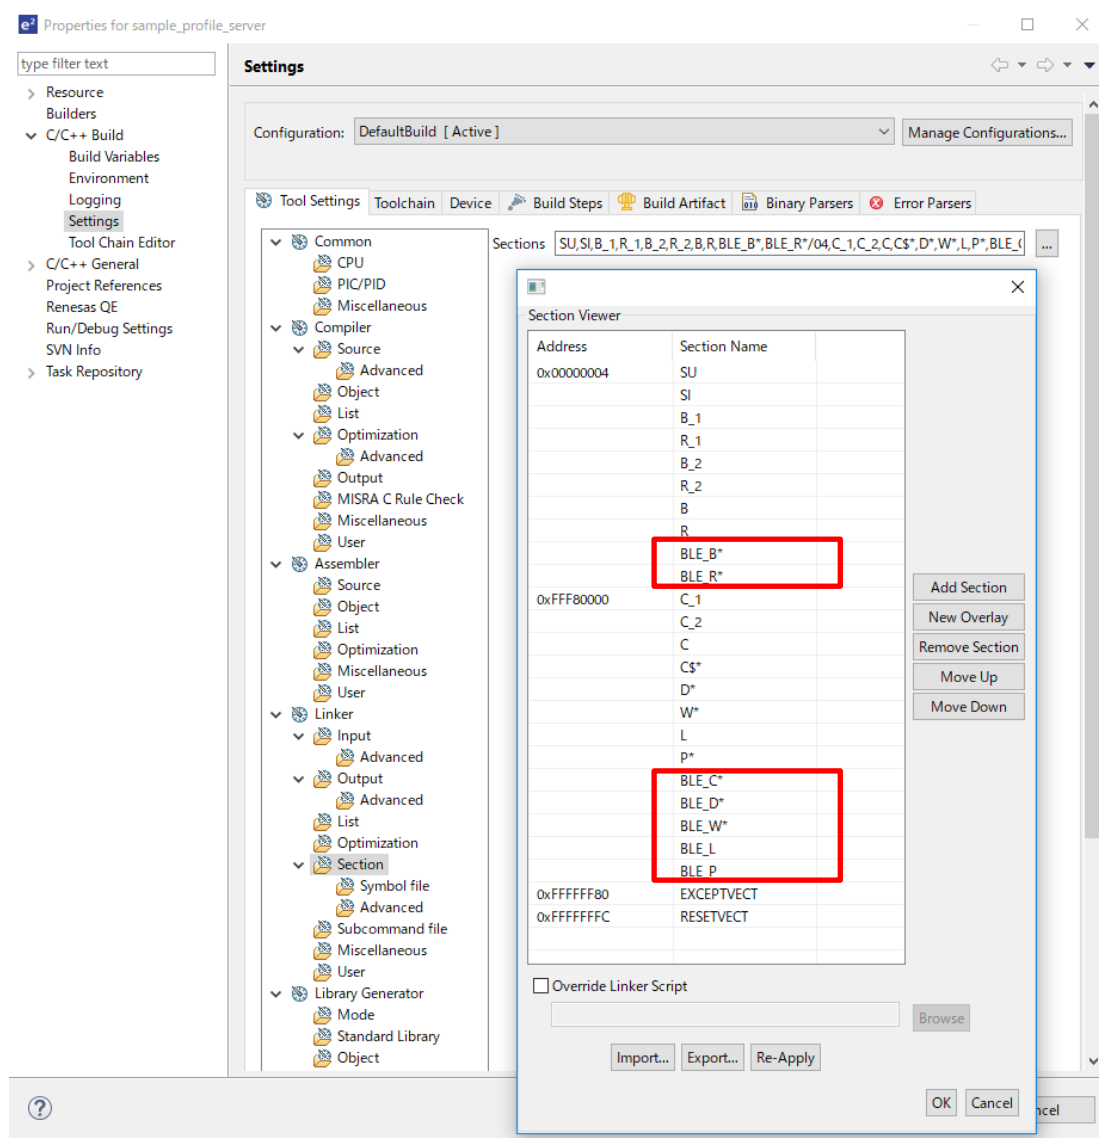 e² Properties for sample_profile_server
type filter text
Resource
Builders
C/C++ Build
Build Variables
Environment
Logging
Settings
Tool Chain Editor
C/C++ General
Project References
Renesas QE
Run/Debug Settings
SVN Info
Task Repository
Settings
Configuration: DefaultBuild [ Active ] Manage Configurations...
Tool Settings Toolchain Device Build Steps Build Artifact Binary Parsers Error Parsers
Common
CPU
PIC/PID
Miscellaneous
Compiler
Source
Advanced
Object
List
Optimization
Advanced
Output
MISRA C Rule Check
Miscellaneous
User
Assembler
Source
Object
List
Optimization
Miscellaneous
User
Linker
Input
Advanced
Output
Advanced
List
Optimization
Section
Symbol file
Advanced
Subcommand file
Miscellaneous
User
Library Generator
Mode
Standard Library
Object
Sections SU,SI,B_1,R_1,B_2,R_2,B,R,BLE_B*,BLE_R*/04,C_1,C_2,C,C$*,D*,W*,L,P*,BLE_( ...
Section Viewer
Address Section Name
0x00000004 SU
SI
B_1
R_1
B_2
R_2
B
R
BLE_B*
BLE_R*
0xFFF80000 C_1
C_2
C
C$*
D*
W*
L
P*
BLE_C*
BLE_D*
BLE_W*
BLE_L
BLE_P
0xFFFFFF80 EXCEPTVECT
0xFFFFFFFC RESETVECT
Add Section
New Overlay
Remove Section
Move Up
Move Down
Override Linker Script
Browse
Import... Export... Re-Apply
OK Cancel
ncel